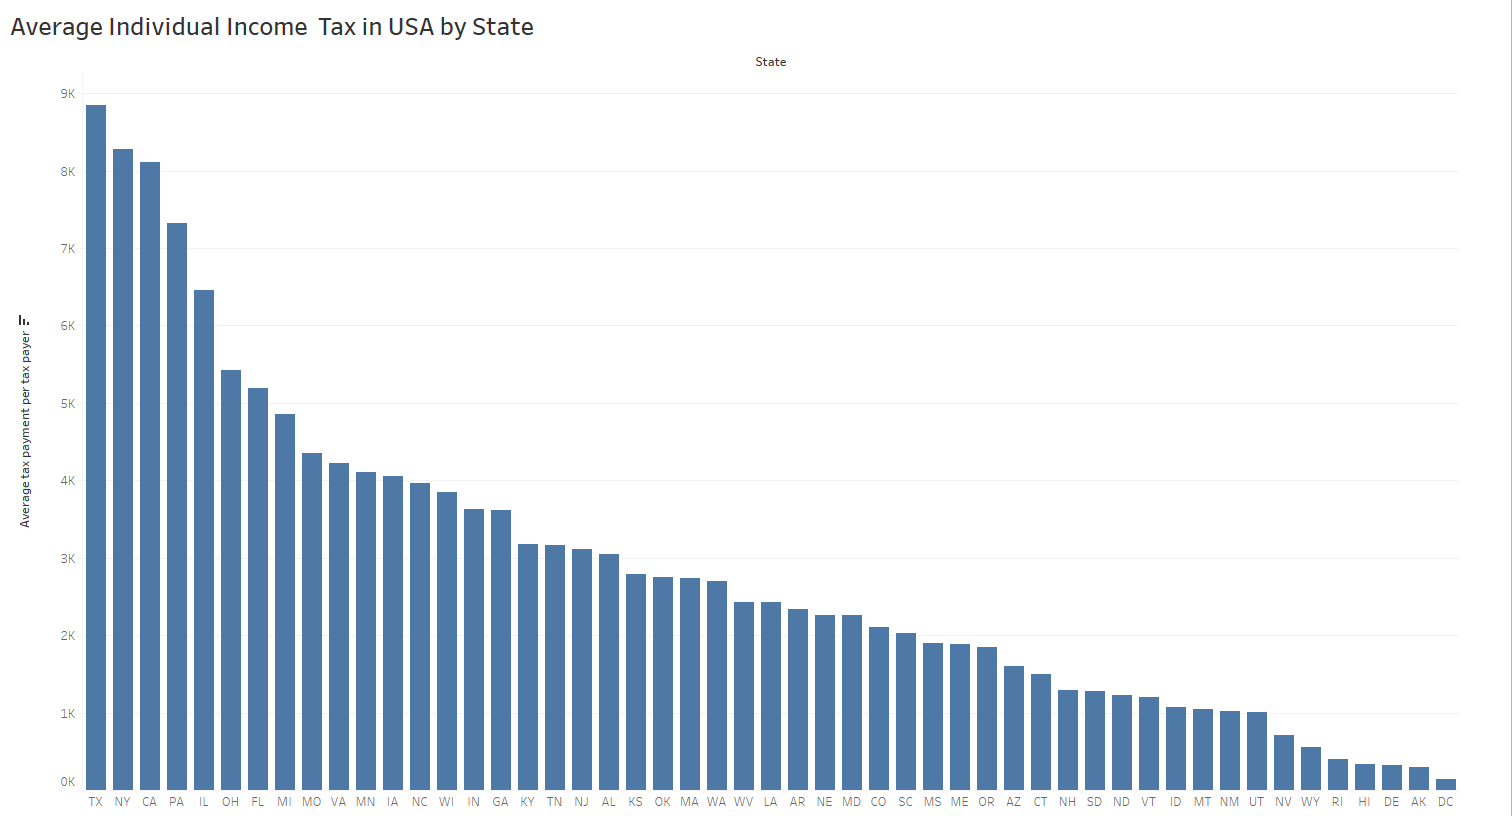 Average Individual Income  Tax in USA by State
State
9K
8K
7K
6K
5K
4K
3K
2K
1K
0K
Average tax payment per tax payer
TX NY CA PA IL OH FL MI MO VA MN IA NC WI IN GA KY TN NJ AL KS OK MA WA WV LA AR NE MD CO SC MS ME OR AZ CT NH SD ND VT ID MT NM UT NV WY RI HI DE AK DC